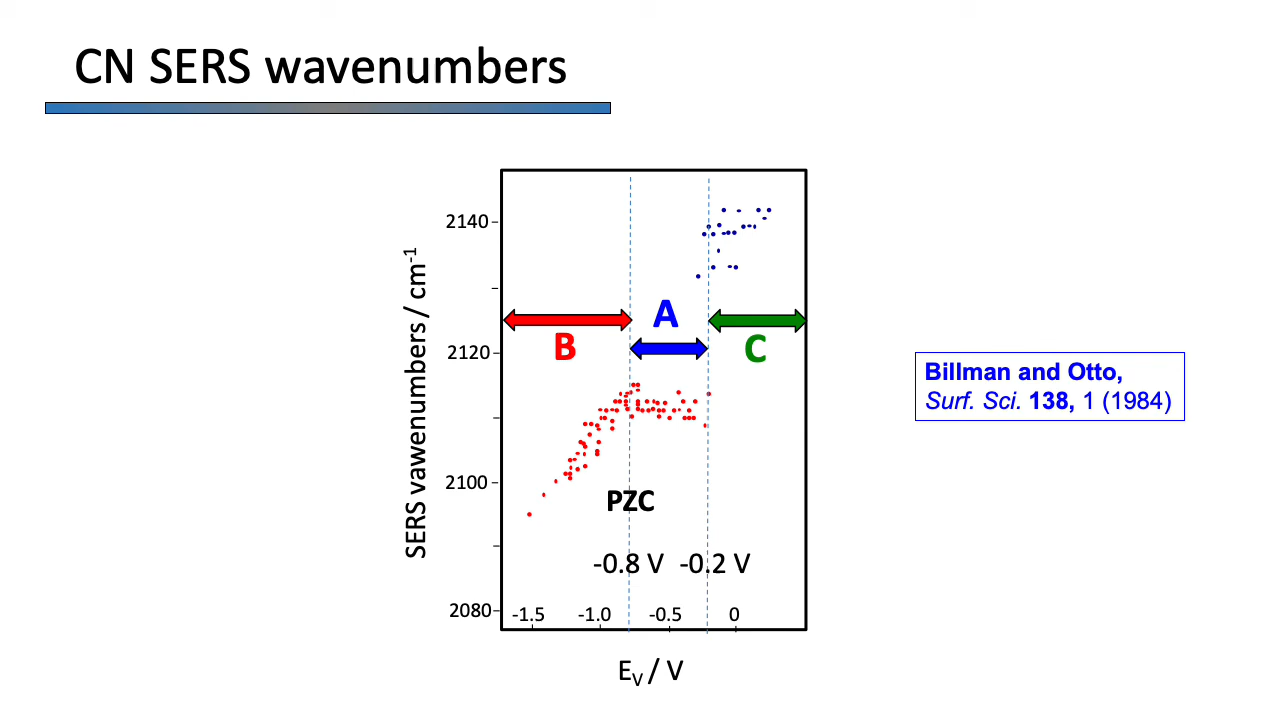 CN SERS wavenumbers
SERS vawenumbers / cm-1
2140
2120
2100
2080
A
B
C
PZC
-0.8 V -0.2 V
-1.5 -1.0 -0.5 0
EV / V
Billman and Otto,
Surf. Sci. 138, 1 (1984)